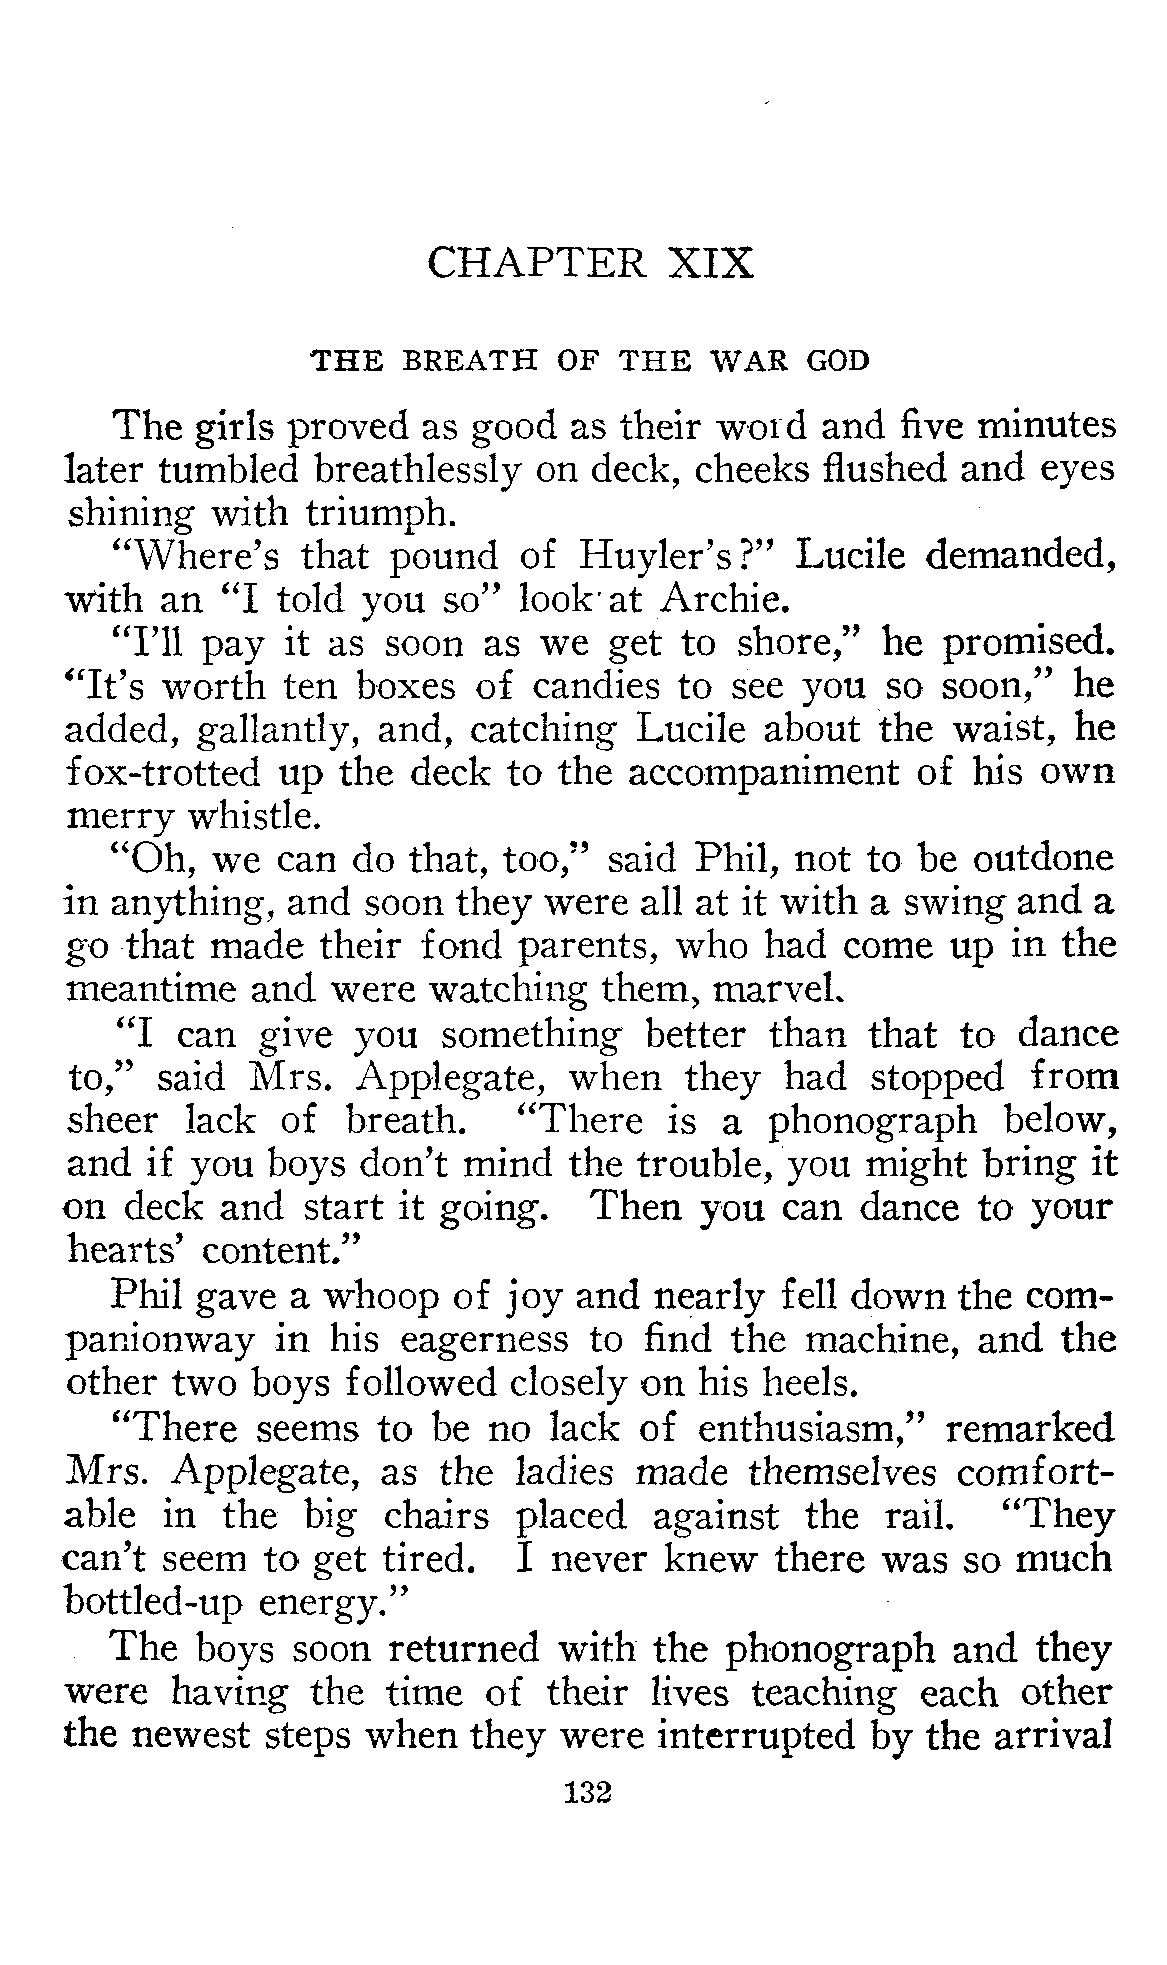 CHAPTER XIX
THE BREATH OF THE WAR GOD
The girls proved as good as their word and five minutes
later tumbled breathlessly on deck, cheeks flushed and eyes
shining with triumph.
“Where’s that pound of Huyler’s?” Lucile demanded,
with an “I told you so” look at Archie.
“I’ll pay it as soon as we get to shore,” he promised.
“It’s worth ten boxes of candies to see you so soon,” he
added, gallantly, and, catching Lucile about the waist, he
fox-trotted up the deck to the accompaniment of his own
merry whistle.
“Oh, we can do that, too,” said Phil, not to be outdone
in anything, and soon they were all at it with a swing and a
go that made their fond parents, who had come up in the
meantime and were watching them, marvel.
“I can give you something better than that to dance
to,” said Mrs. Applegate, when they had stopped from
sheer lack of breath. “There is a phonograph below,
and if you boys don’t mind the trouble, you might bring it
on deck and start it going. Then you can dance to your
hearts’ content.”
Phil gave a whoop of joy and nearly fell down the com-
panionway in his eagerness to find the machine, and the
other two boys followed closely on his heels.
“There seems to be no lack of enthusiasm,” remarked
Mrs. Applegate, as the ladies made themselves comfort-
able in the big chairs placed against the rail. “They
can’t seem to get tired. I never knew there was so much
bottled-up energy.”
The boys soon returned with the phonograph and they
were having the time of their lives teaching each other
the newest steps when they were interrupted by the arrival
132